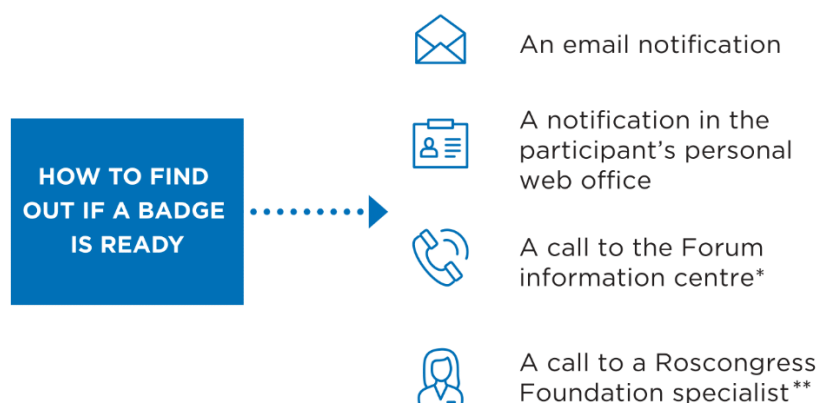 HOW TO FIND
OUT IF A BADGE
IS READY
An email notification
A notification in the
participant's personal
web office
A call to the Forum
information centre*
A call to a Roscongress
Foundation specialist**